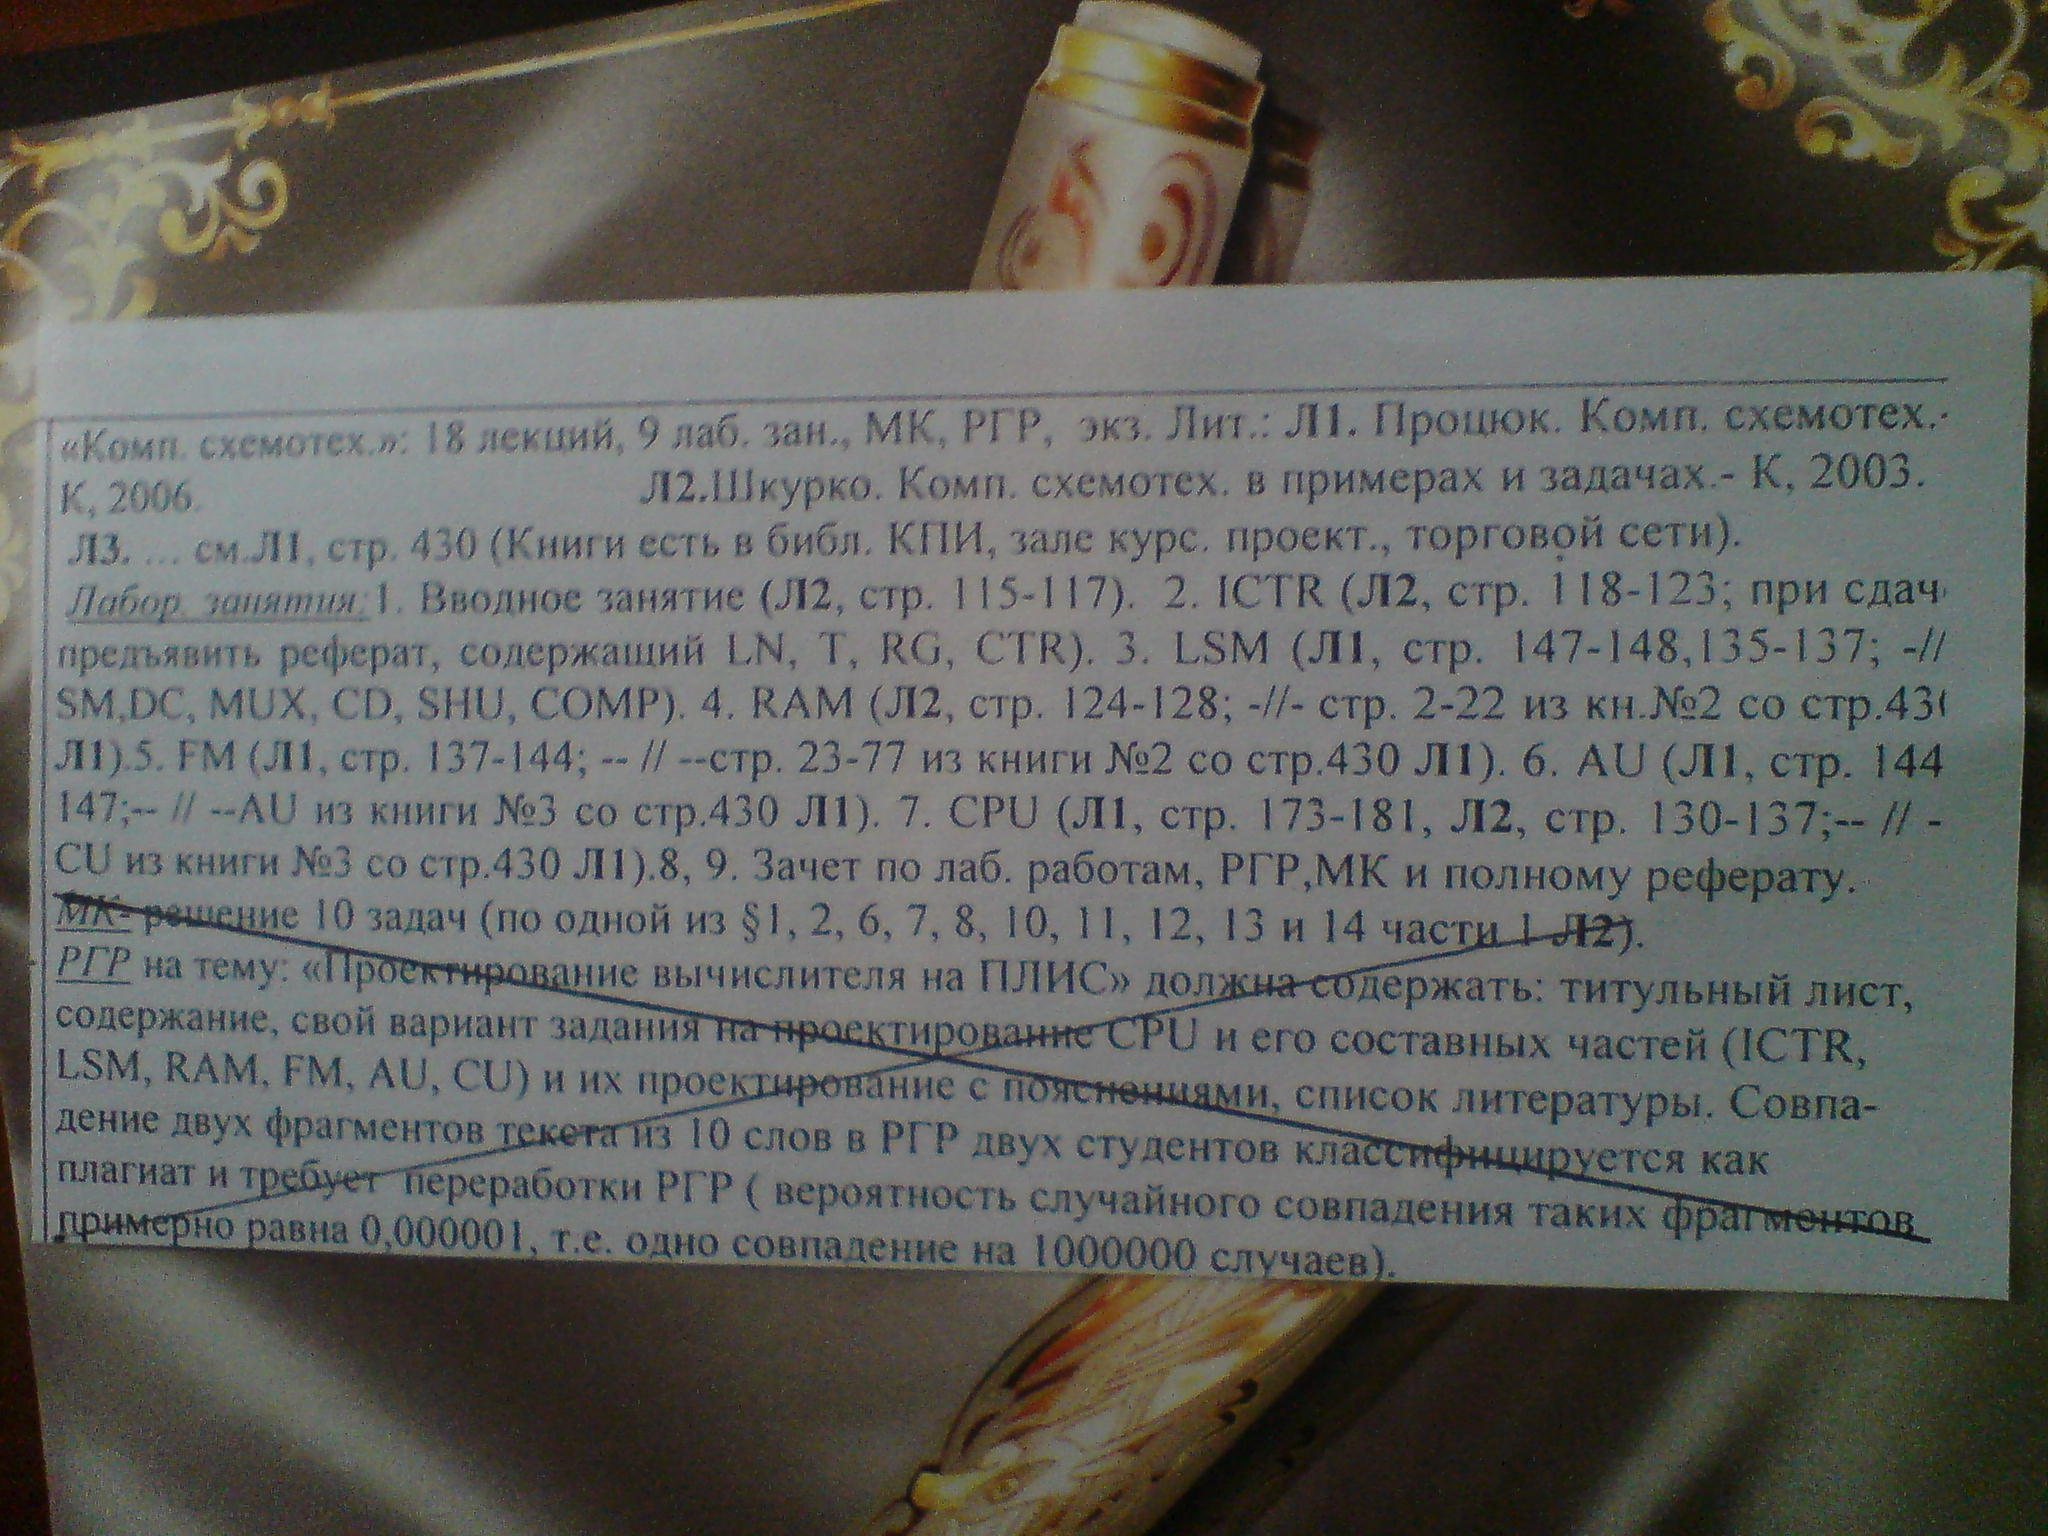 «Комп. схемотех.»: 18 лекций, 9 лаб. зан., МК, РГР, экз. Лит.: Л1. Процюк. Комп. схемотех.-
К, 2006. Л2.Шкурко. Комп. схемотех. в примерах и задачах.- К, 2003.
Л3. ... см.Л1, стр. 430 (Книги есть в библ. КПИ, зале курс. проект., торговой сети).
Лабор. занятия: 1. Вводное занятие (Л2, стр. 115-117). 2. ICTR (Л2, стр. 118-123; при сдач
предъявить реферат, содержащий LN, T, RG, CTR). 3. LSM (Л1, стр. 147-148,135-137; -//
SM,DC, MUX, CD, SHU, COMP). 4. RAM (Л2, стр. 124-128; -//- стр. 2-22 из кн.№2 со стр.43
Л1).5. FM (Л1, стр. 137-144; -- // --стр. 23-77 из книги №2 со стр.430 Л1). 6. AU (Л1, стр. 144
147;-- // --AU из книги №3 со стр.430 Л1). 7. CPU (Л1, стр. 173-181, Л2, стр. 130-137;-- // -
CU из книги №3 со стр.430 Л1).8, 9. Зачет по лаб. работам, РГР,МК и полному реферату.
МК- решение 10 задач (по одной из §1, 2, 6, 7, 8, 10, 11, 12, 13 и 14 части 1 Л2).
РГР на тему: «Проектирование вычислителя на ПЛИС» должна содержать: титульный лист,
содержание, свой вариант задания на проектирование CPU и его составных частей (ICTR,
LSM, RAM, FM, AU, CU) и их проектирование с пояснениями, список литературы. Совпа-
дение двух фрагментов текста из 10 слов в РГР двух студентов классифицируется как
плагиат и требует переработки РГР ( вероятность случайного совпадения таких фрагментов
примерно равна 0,000001, т.е. одно совпадение на 1000000 случаев).